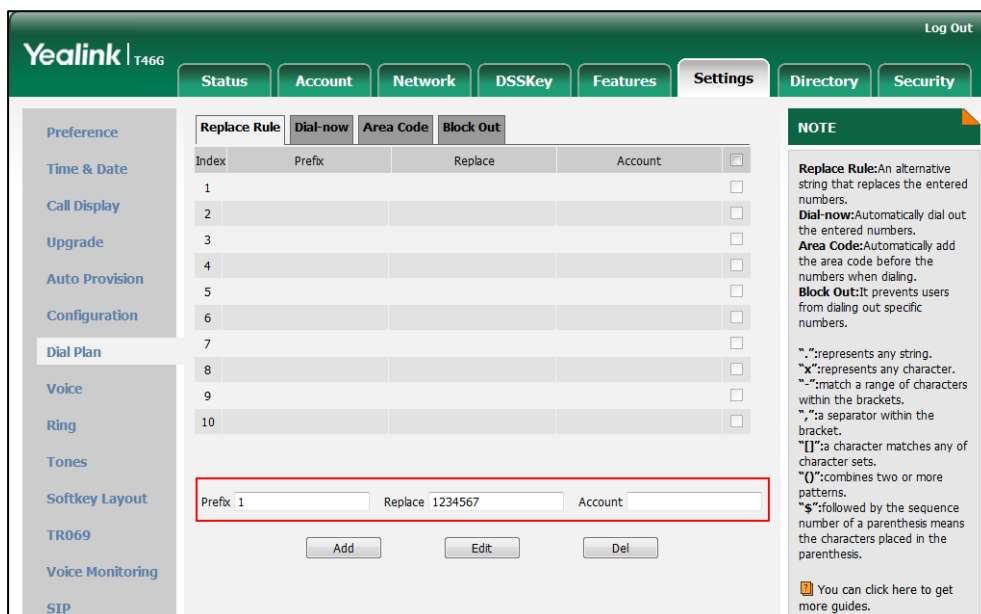 Log Out
Yealink T46G
Status Account Network DSSKey Features Settings Directory Security
Preference
Time & Date
Call Display
Upgrade
Auto Provision
Configuration
Dial Plan
Voice
Ring
Tones
Softkey Layout
TR069
Voice Monitoring
SIP
Replace Rule Dial-now Area Code Block Out
Index Prefix Replace Account
1
2
3
4
5
6
7
8
9
10
Prefix 1 Replace 1234567 Account
Add Edit Del
NOTE
Replace Rule:An alternative
string that replaces the entered
numbers.
Dial-now:Automatically dial out
the entered numbers.
Area Code:Automatically add
the area code before the
numbers when dialing.
Block Out:It prevents users
from dialing out specific
numbers.
".":represents any string.
"x":represents any character.
"-":match a range of characters
within the brackets.
",":a separator within the
bracket.
"[]":a character matches any of
character sets.
"()":combines two or more
patterns.
"$":followed by the sequence
number of a parenthesis means
the characters placed in the
parenthesis.
You can click here to get
more guides.